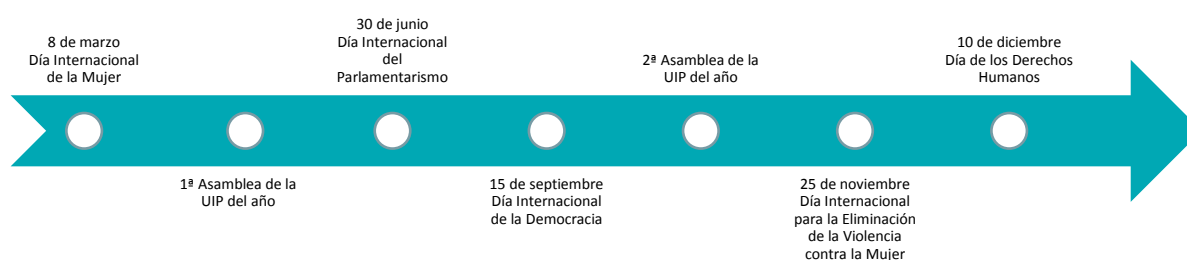 8 de marzo
Día Internacional
de la Mujer
1ª Asamblea de la
UIP del año
30 de junio
Día Internacional
del
Parlamentarismo
15 de septiembre
Día Internacional
de la Democracia
2ª Asamblea de la
UIP del año
25 de noviembre
Día Internacional
para la Eliminación
de la Violencia
contra la Mujer
10 de diciembre
Día de los Derechos
Humanos